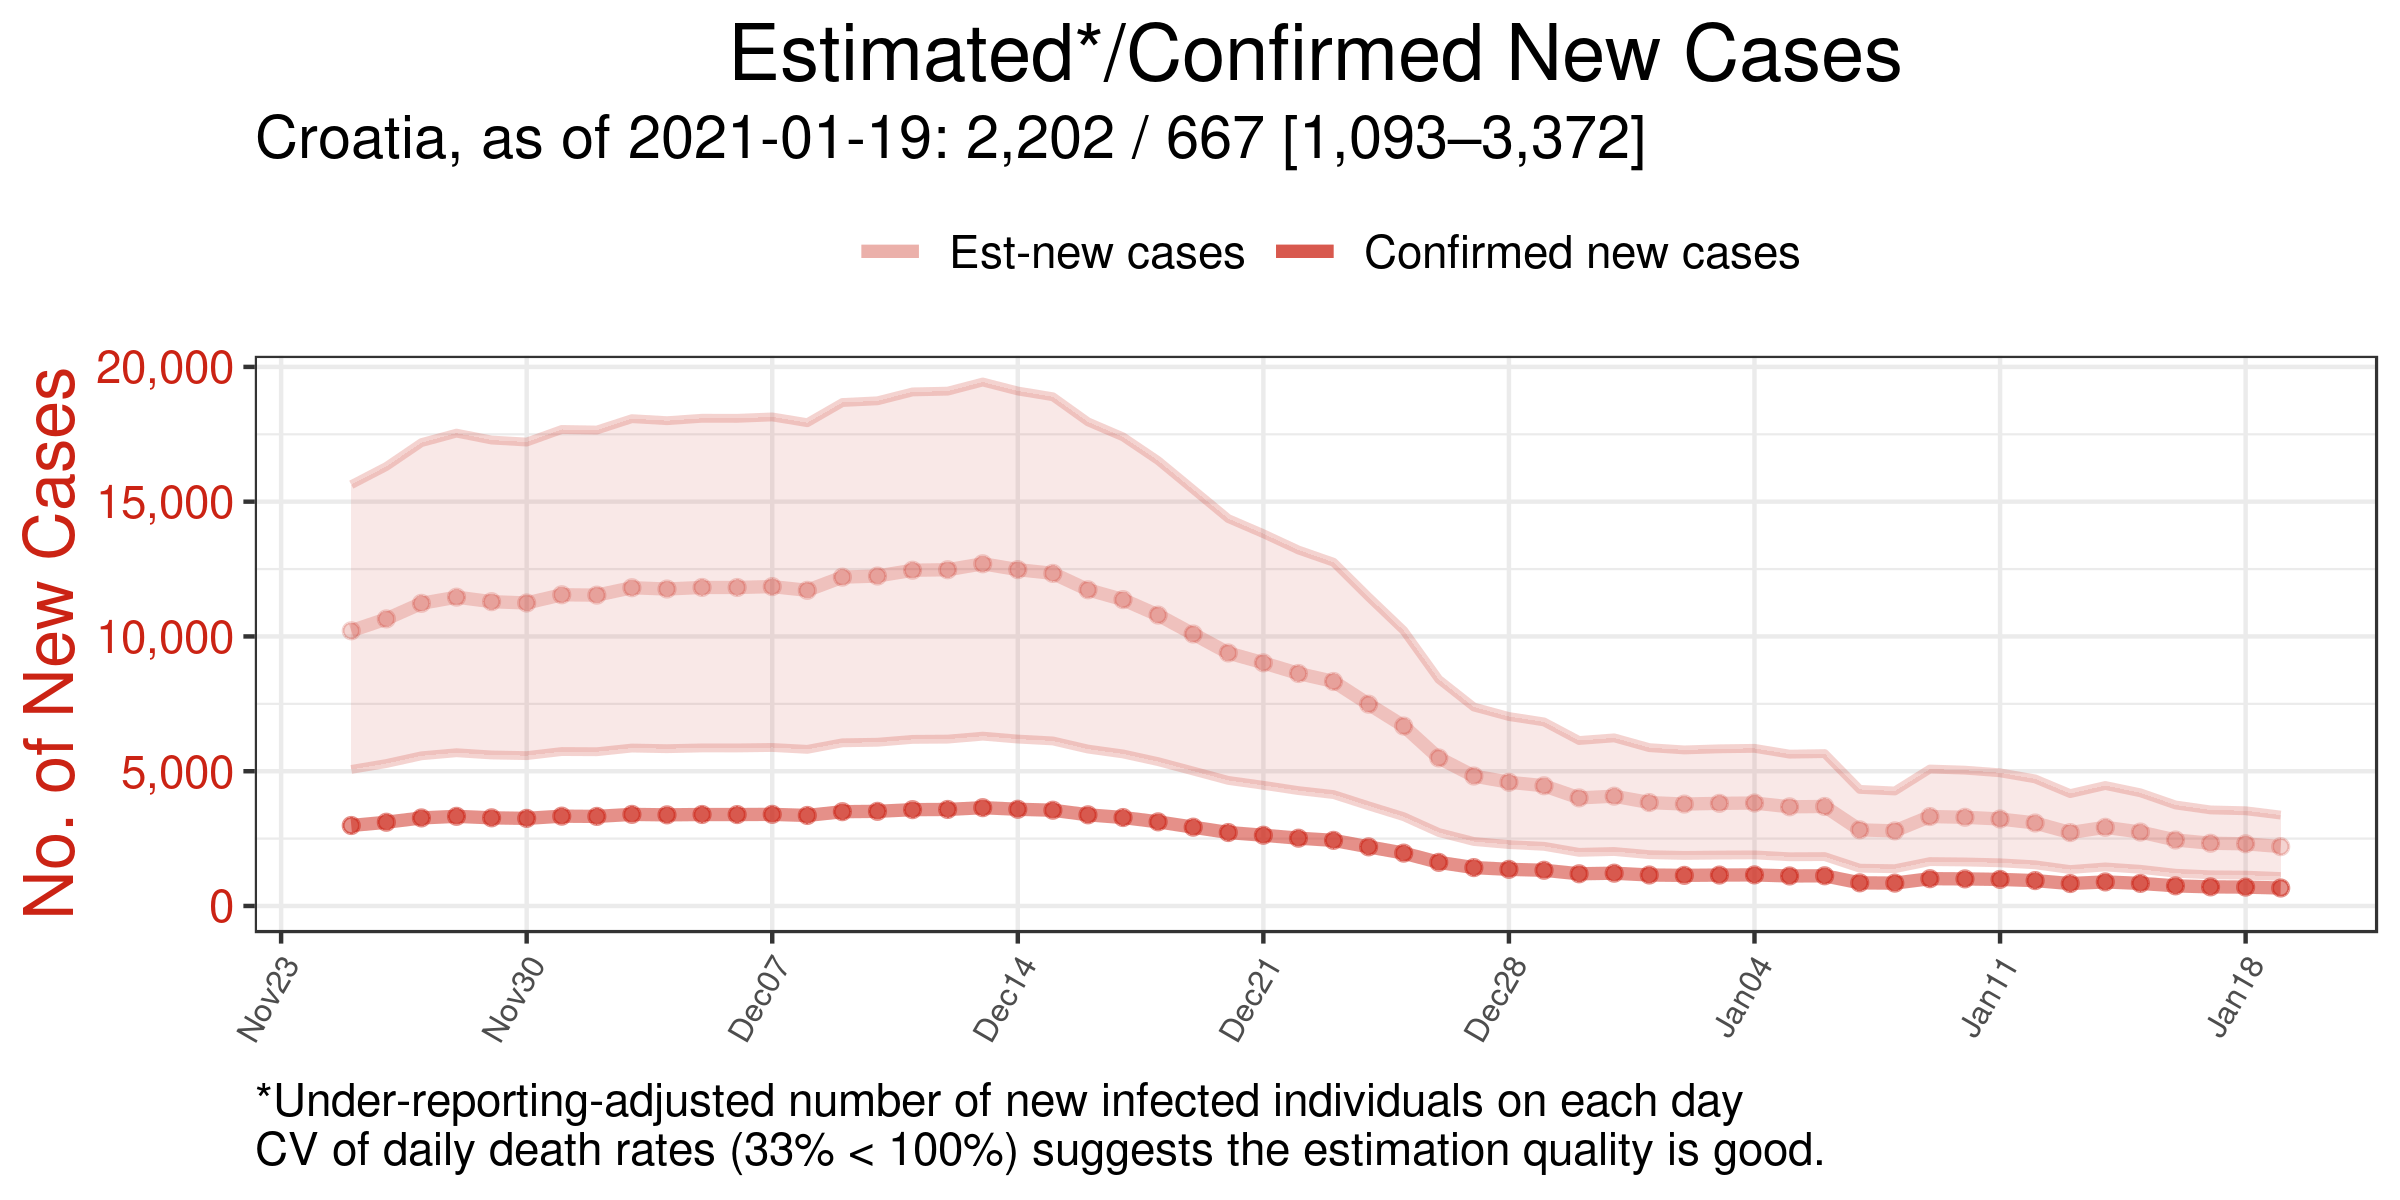 Estimated*/Confirmed New Cases
Croatia, as of 2021-01-19: 2,202 / 667 [1,093–3,372]
Est-new cases Confirmed new cases
No. of New Cases
20,000
15,000
10,000
5,000
0
Nov23 Nov30 Dec07 Dec14 Dec21 Dec28 Jan04 Jan11 Jan18
*Under-reporting-adjusted number of new infected individuals on each day
CV of daily death rates (33% < 100%) suggests the estimation quality is good.